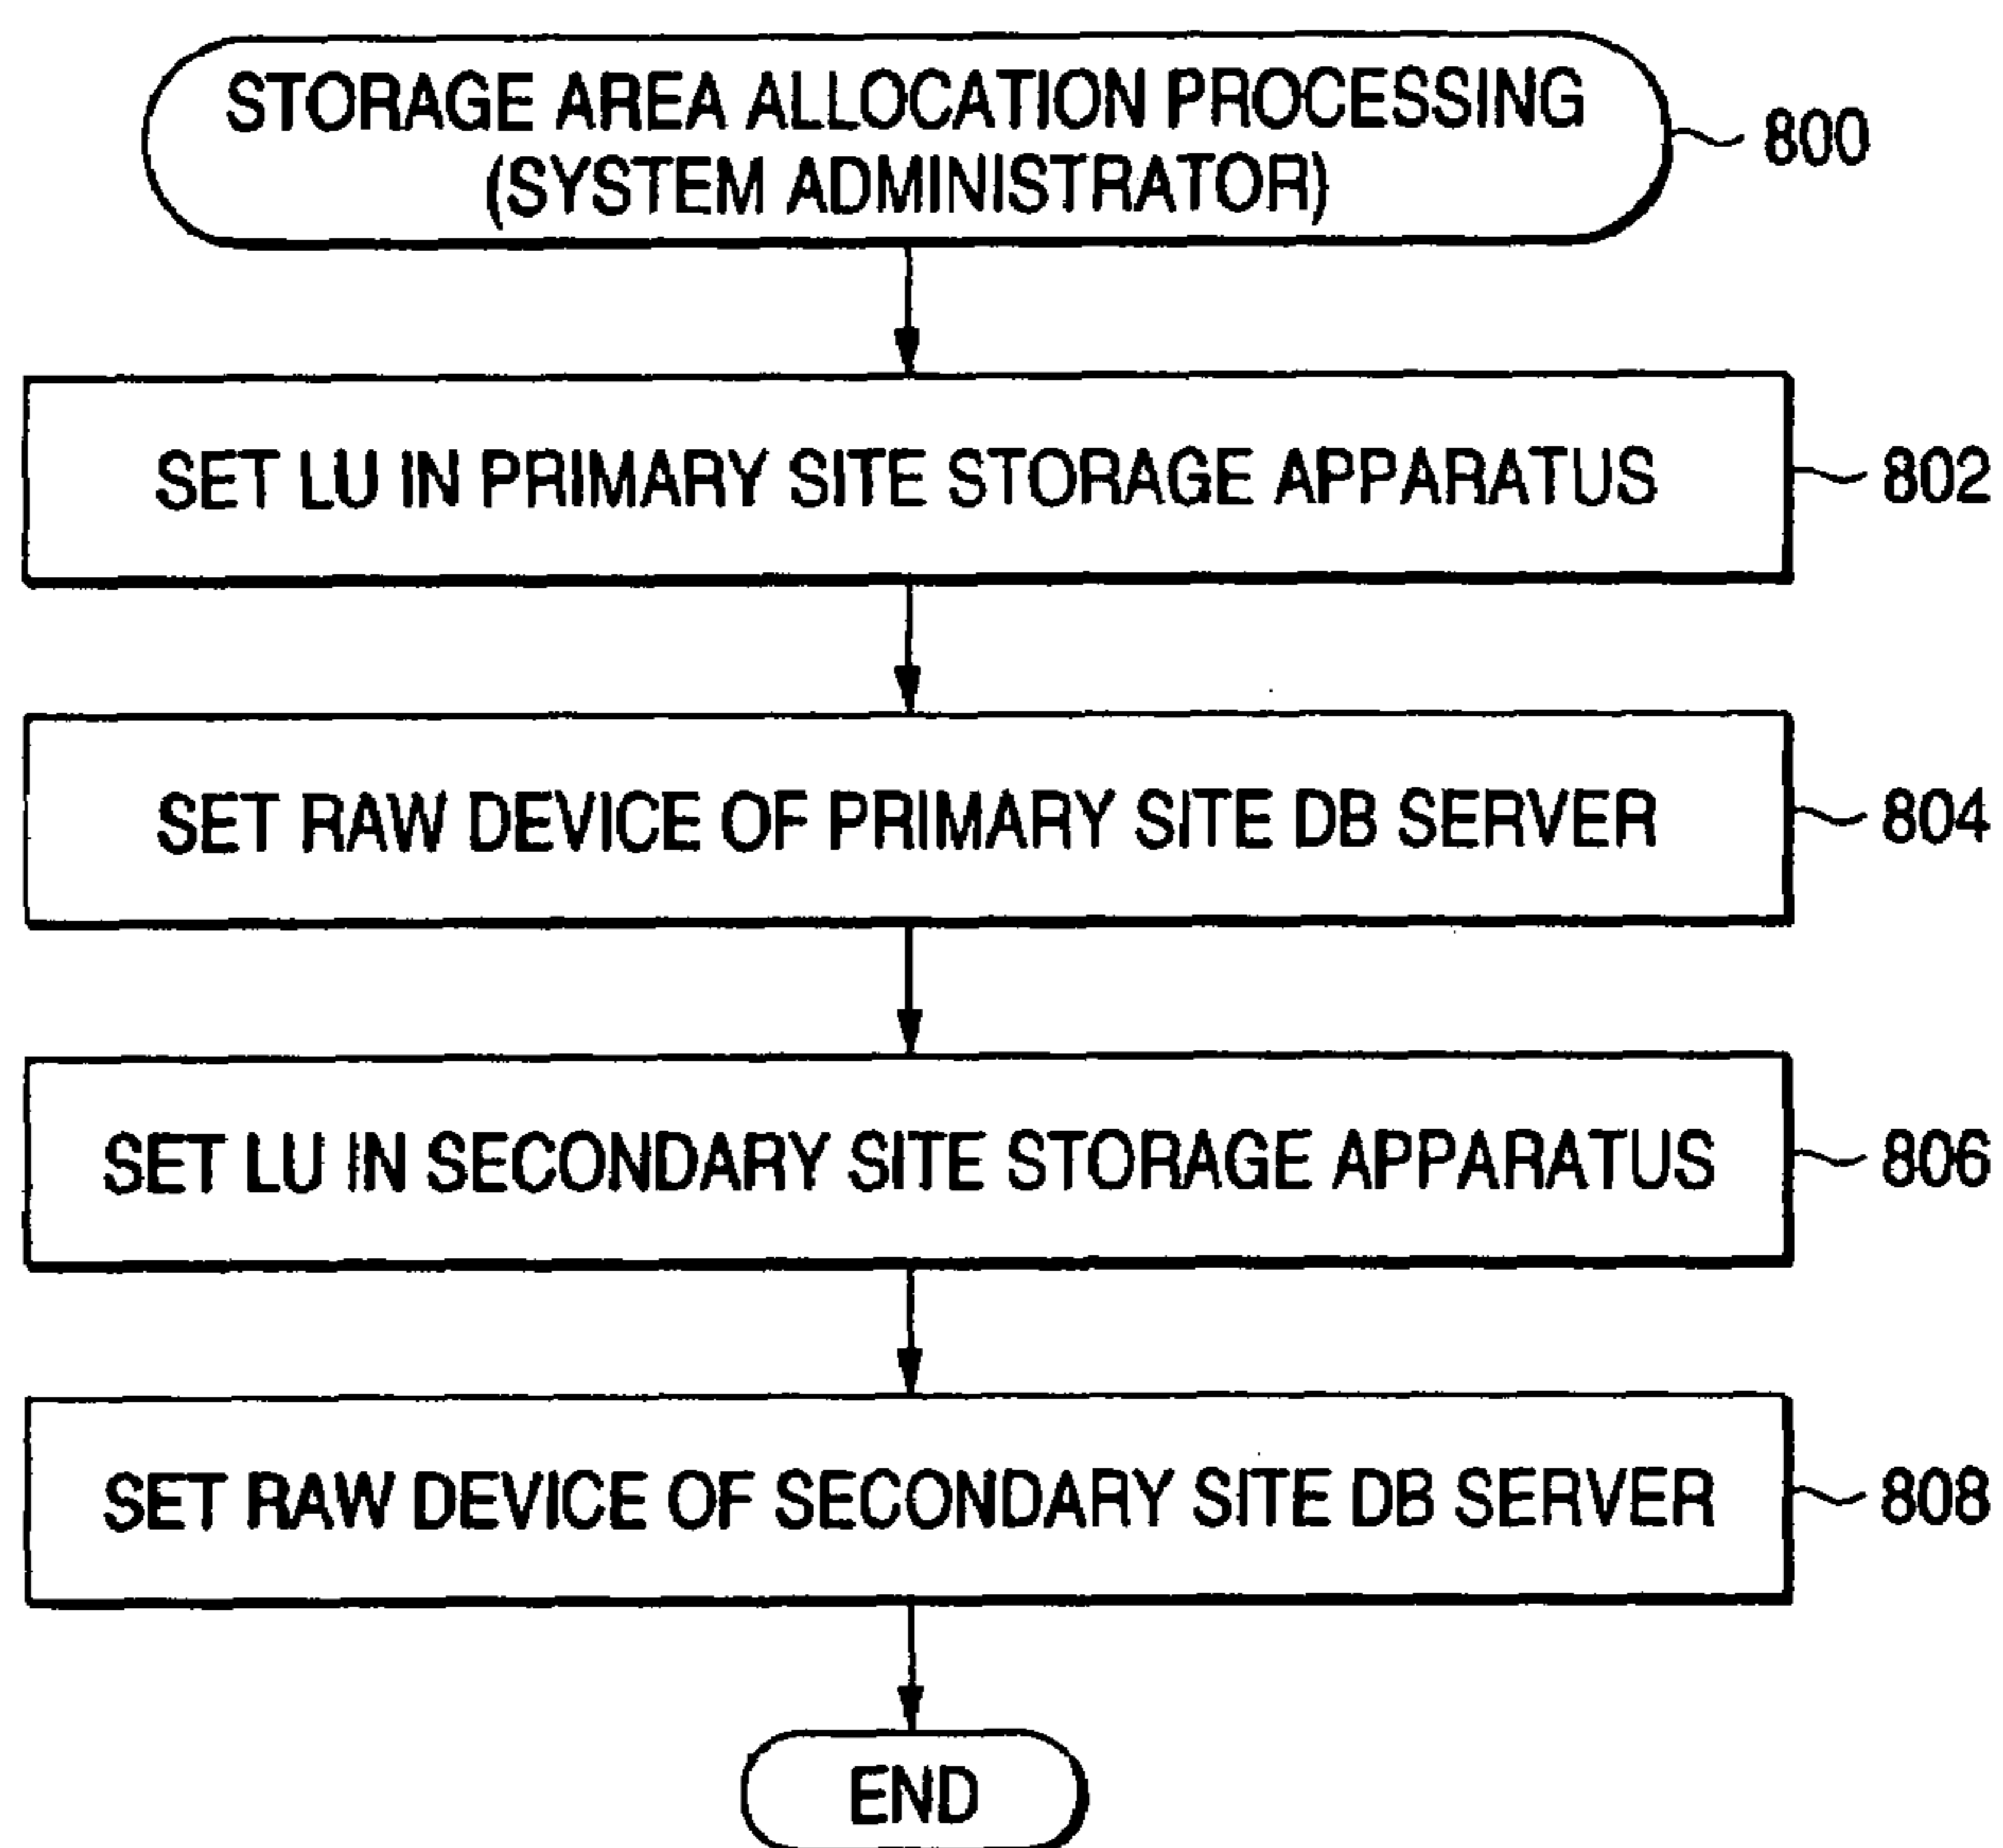 STORAGE AREA ALLOCATION PROCESSING
(SYSTEM ADMINISTRATOR)
800
SET LU IN PRIMARY SITE STORAGE APPARATUS
802
SET RAW DEVICE OF PRIMARY SITE DB SERVER
804
SET LU IN SECONDARY SITE STORAGE APPARATUS
806
SET RAW DEVICE OF SECONDARY SITE DB SERVER
808
END